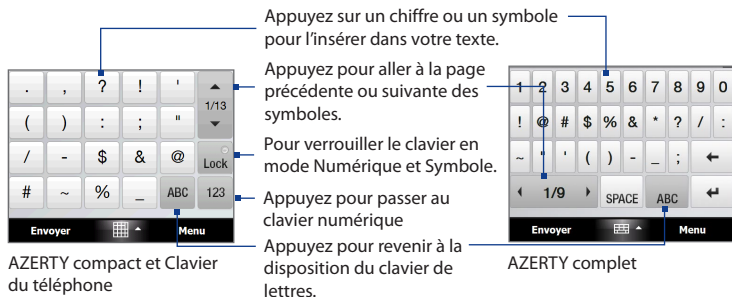 Appuyez sur un chiffre ou un symbole
pour l'insérer dans votre texte.
Appuyez pour aller à la page
précédente ou suivante des
symboles.
Pour verrouiller le clavier en
mode Numérique et Symbole.
Appuyez pour passer au
clavier numérique
Appuyez pour revenir à la
disposition du clavier de
lettres.
. , ? ! '
1/13
( ) : ; "
/ - $ & @ Lock
# ~ % _ ABC 123
Envoyer Menu
AZERTY compact et Clavier
du téléphone
1 2 3 4 5 6 7 8 9 0
! @ # $ % & * ? / :
~ " ' ( ) - _ ;
1/9 SPACE ABC
Envoyer Menu
AZERTY complet